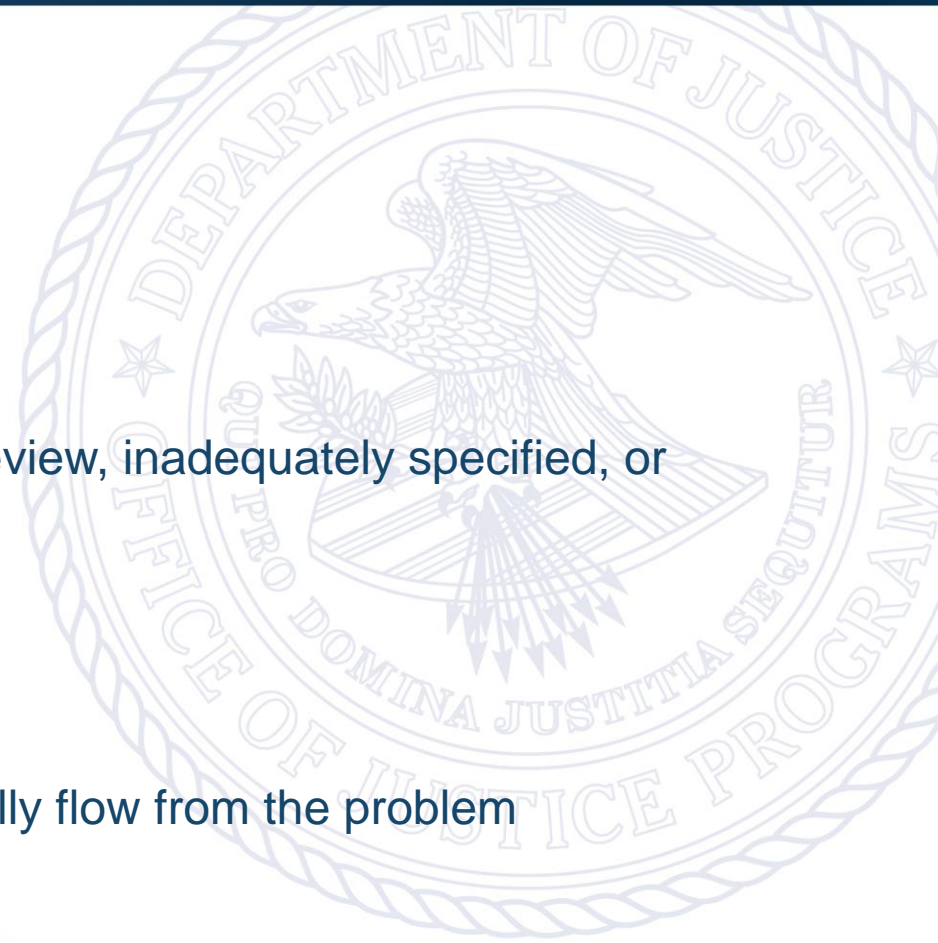 DEPARTMENT OF JUSTICE
eview, inadequately specified, or
QUI PRO DOMINA JUSTITIA SEQUITUR
lly flow from the problem
OFFICE OF JUSTICE PROGRAMS